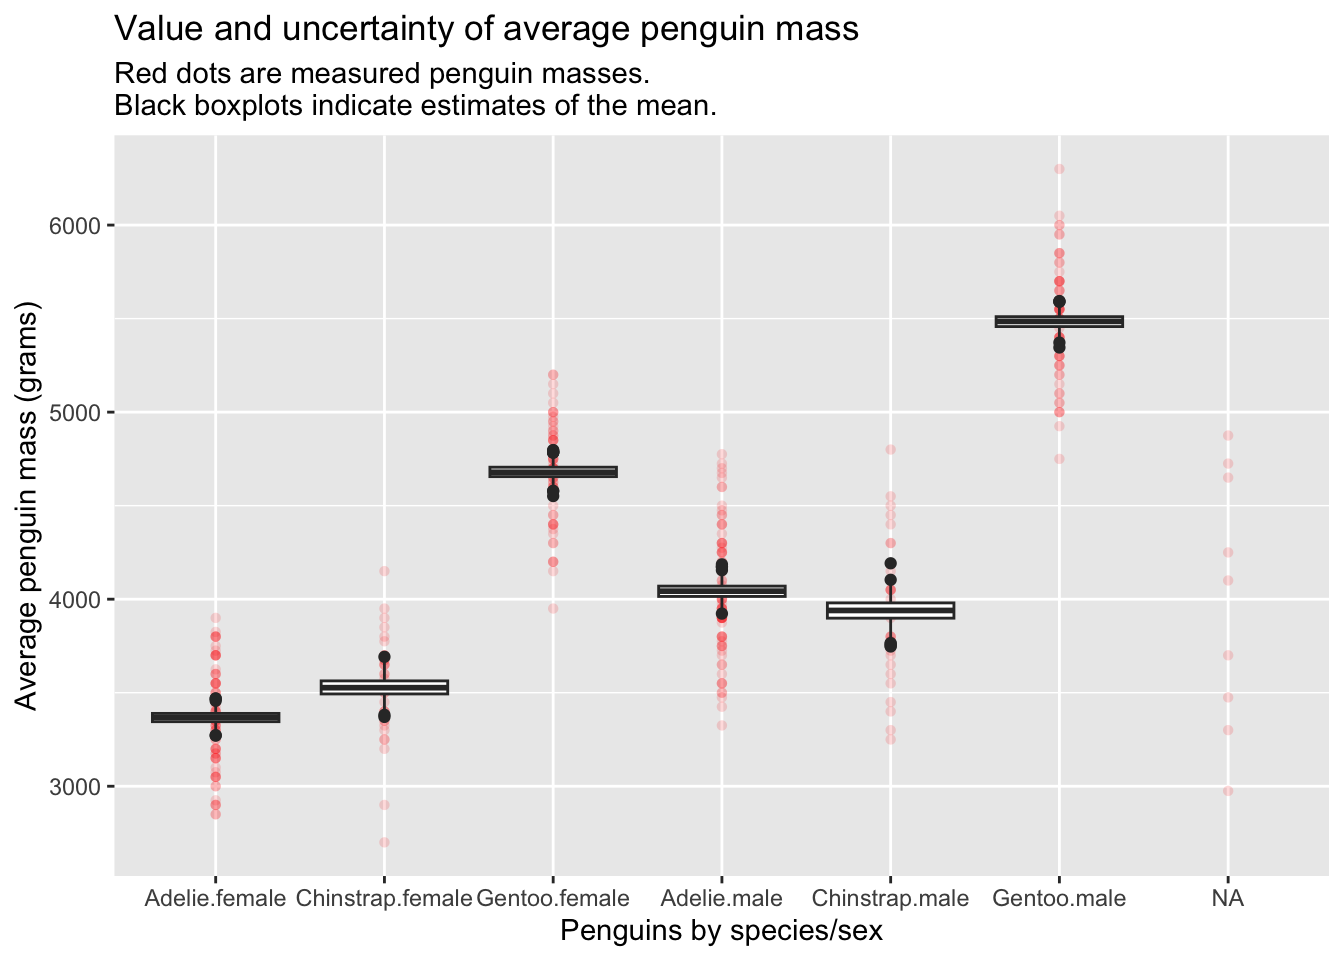 Value and uncertainty of average penguin mass
Red dots are measured penguin masses.
Black boxplots indicate estimates of the mean.
Average penguin mass (grams)
6000
5000
4000
3000
Adelie.female Chinstrap.female Gentoo.female Adelie.male Chinstrap.male Gentoo.male NA
Penguins by species/sex